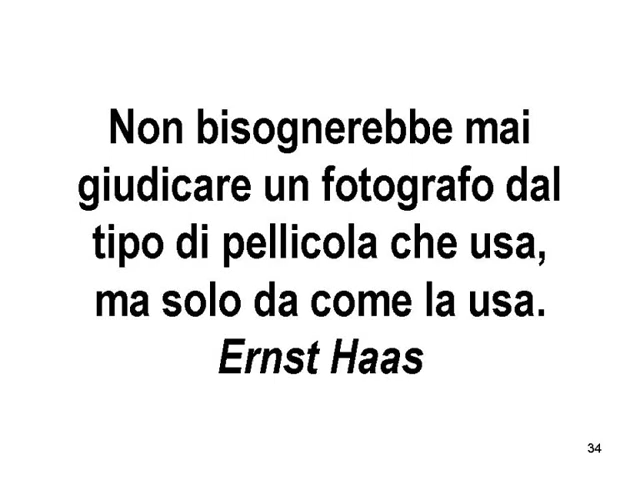 Non bisognerebbe mai
giudicare un fotografo dal
tipo di pellicola che usa,
ma solo da come la usa.
Ernst Haas
34